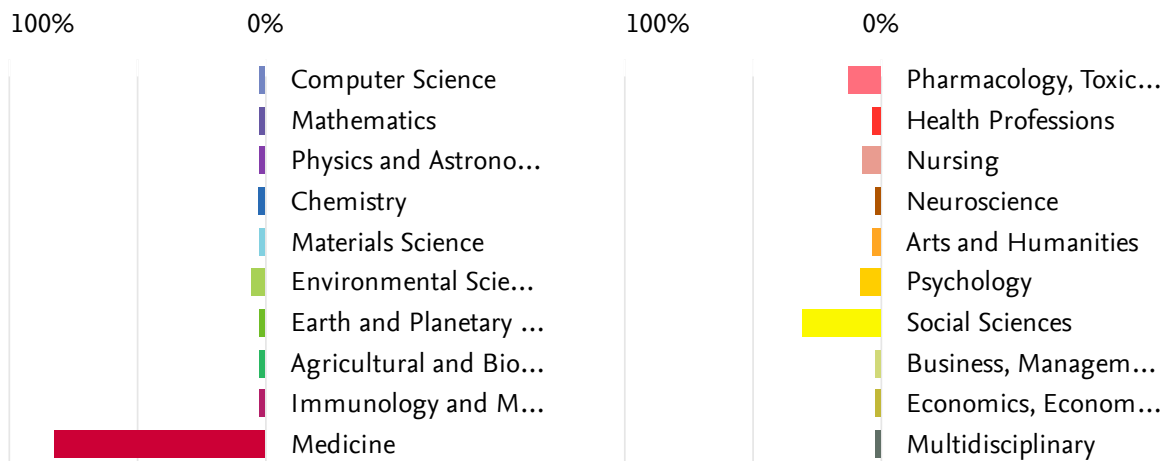 100% 0%
Computer Science
Mathematics
Physics and Astrono...
Chemistry
Materials Science
Environmental Scie...
Earth and Planetary ...
Agricultural and Bio...
Immunology and M...
Medicine
100% 0%
Pharmacology, Toxic...
Health Professions
Nursing
Neuroscience
Arts and Humanities
Psychology
Social Sciences
Business, Managem...
Economics, Econom...
Multidisciplinary